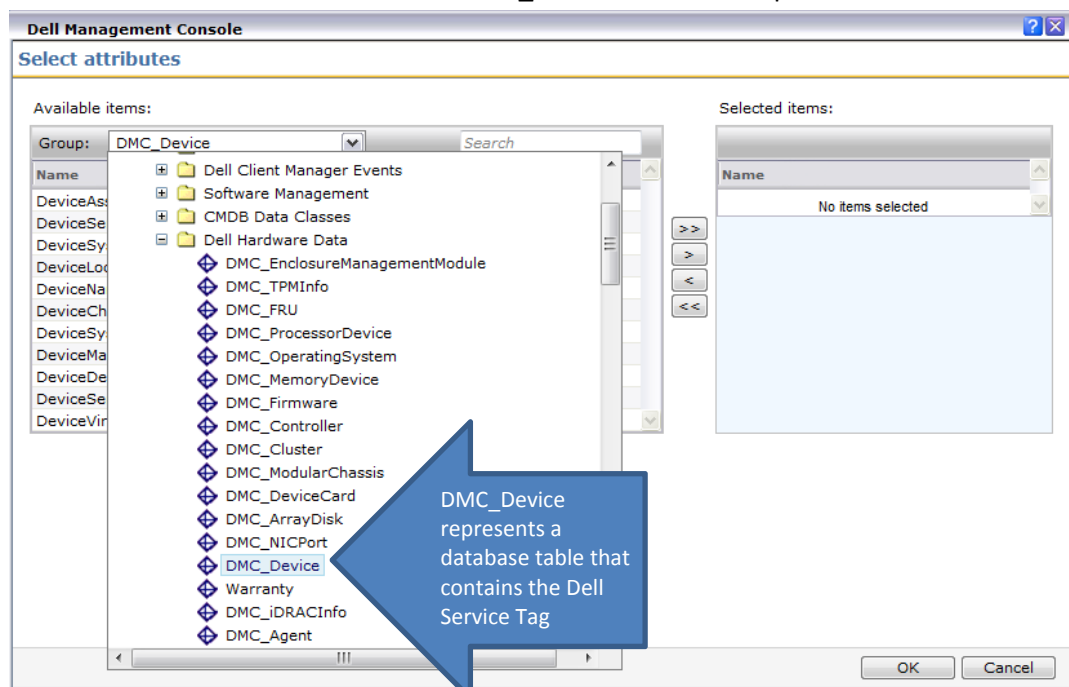 Dell Management Console
Select attributes
Available items:
Selected items:
Group: DMC_Device
Search
Name
Name
No items selected
DeviceAss
DeviceSe
DeviceSy
DeviceLoc
DeviceNa
DeviceCh
DeviceSy
DeviceMa
DeviceDe
DeviceSe
DeviceVir
Dell Client Manager Events
Software Management
CMDB Data Classes
Dell Hardware Data
DMC_EnclosureManagementModule
DMC_TPMInfo
DMC_FRU
DMC_ProcessorDevice
DMC_OperatingSystem
DMC_MemoryDevice
DMC_Firmware
DMC_Controller
DMC_Cluster
DMC_ModularChassis
DMC_DeviceCard
DMC_ArrayDisk
DMC_NICPort
DMC_Device
Warranty
DMC_iDRACInfo
DMC_Agent
>>
>
<
<<
DMC_Device
represents a
database table that
contains the Dell
Service Tag
OK
Cancel